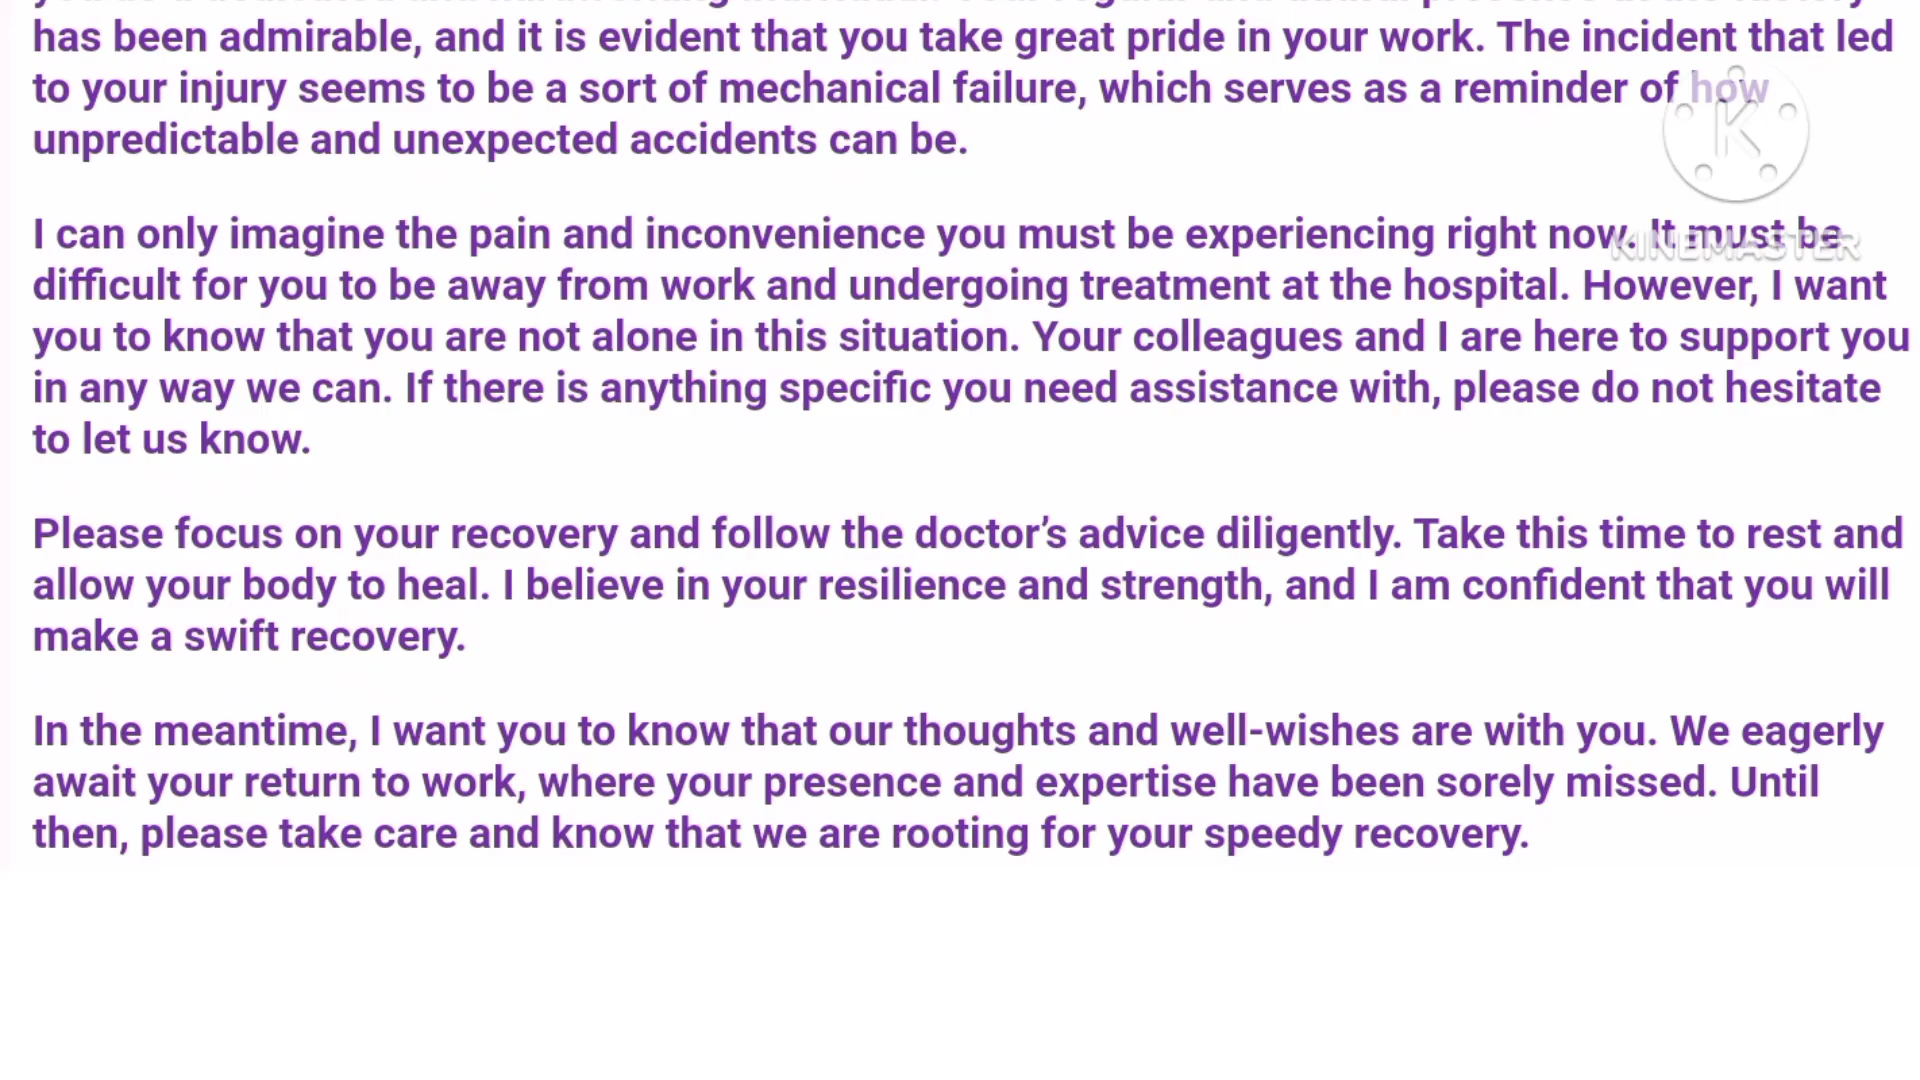 has been admirable, and it is evident that you take great pride in your work. The incident that led
to your injury seems to be a sort of mechanical failure, which serves as a reminder of how
unpredictable and unexpected accidents can be.
I can only imagine the pain and inconvenience you must be experiencing right now. It must be
difficult for you to be away from work and undergoing treatment at the hospital. However, I want
you to know that you are not alone in this situation. Your colleagues and I are here to support you
in any way we can. If there is anything specific you need assistance with, please do not hesitate
to let us know.
Please focus on your recovery and follow the doctor’s advice diligently. Take this time to rest and
allow your body to heal. I believe in your resilience and strength, and I am confident that you will
make a swift recovery.
In the meantime, I want you to know that our thoughts and well-wishes are with you. We eagerly
await your return to work, where your presence and expertise have been sorely missed. Until
then, please take care and know that we are rooting for your speedy recovery.
K
KINEMASTER